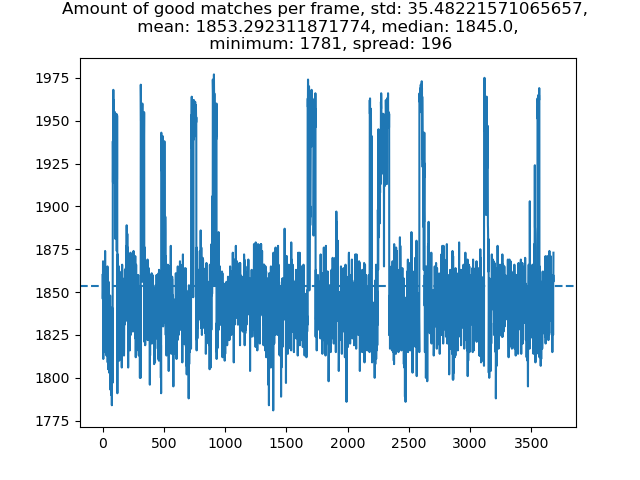 Amount of good matches per frame, std: 35.48221571065657,
mean: 1853.292311871774, median: 1845.0,
minimum: 1781, spread: 196
1975
1950
1925
1900
1875
1850
1825
1800
1775
0 500 1000 1500 2000 2500 3000 3500